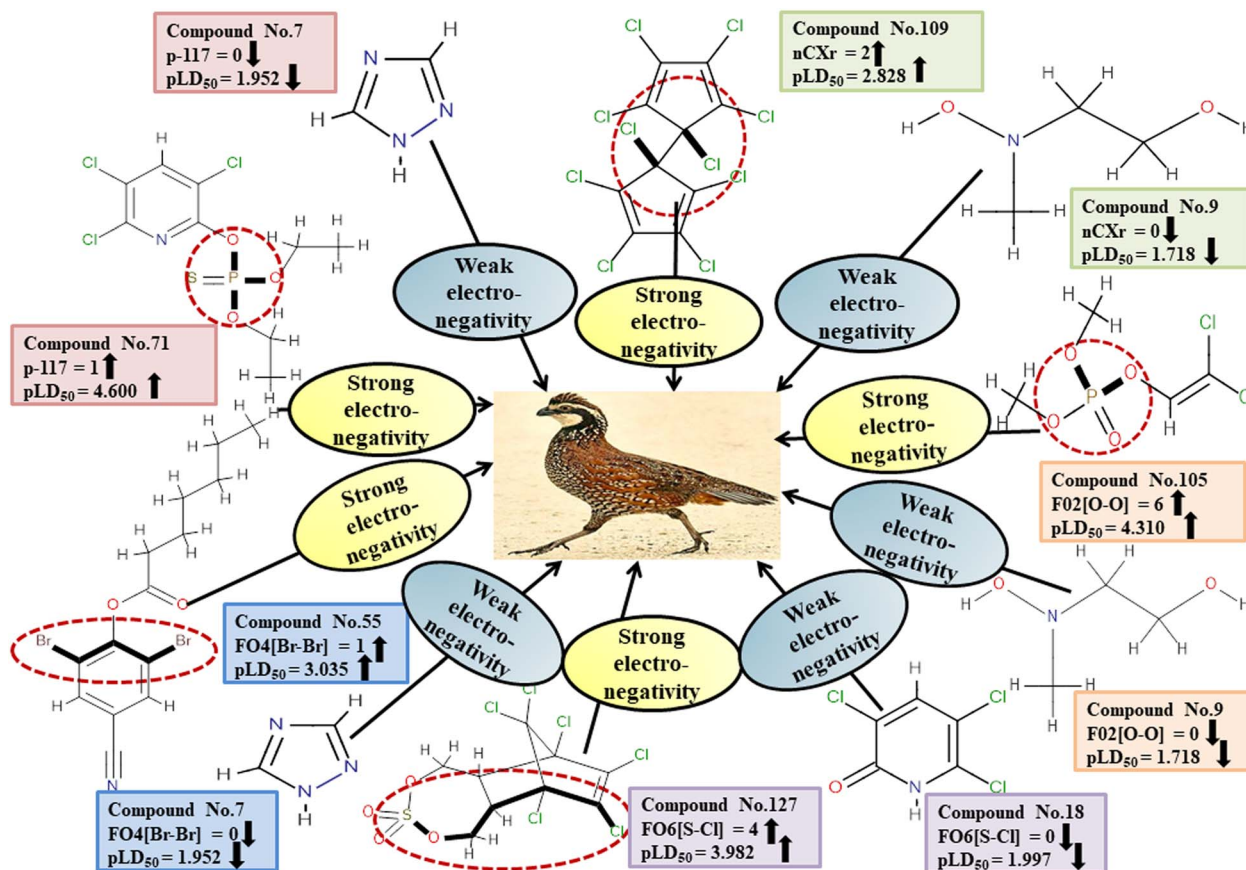 Compound No.7
p-117 = 0
pLD50 = 1.952
Compound No.109
nCXr = 2
pLD50 = 2.828
Compound No.9
nCXr = 0
pLD50 = 1.718
Compound No.71
p-117 = 1
pLD50 = 4.600
Weak
electro-
negativity
Strong
electro-
negativity
Weak
electro-
negativity
Strong
electro-
negativity
Strong
electro-
negativity
Strong
electro-
negativity
Weak
electro-
negativity
Weak
electro-
negativity
Strong
electro-
negativity
Weak
electro-
negativity
Compound No.105
F02[O-O] = 6
pLD50 = 4.310
Compound No.55
FO4[Br-Br] = 1
pLD50 = 3.035
Compound No.9
F02[O-O] = 0
pLD50 = 1.718
Compound No.7
FO4[Br-Br] = 0
pLD50 = 1.952
Compound No.127
FO6[S-Cl] = 4
pLD50 = 3.982
Compound No.18
FO6[S-Cl] = 0
pLD50 = 1.997